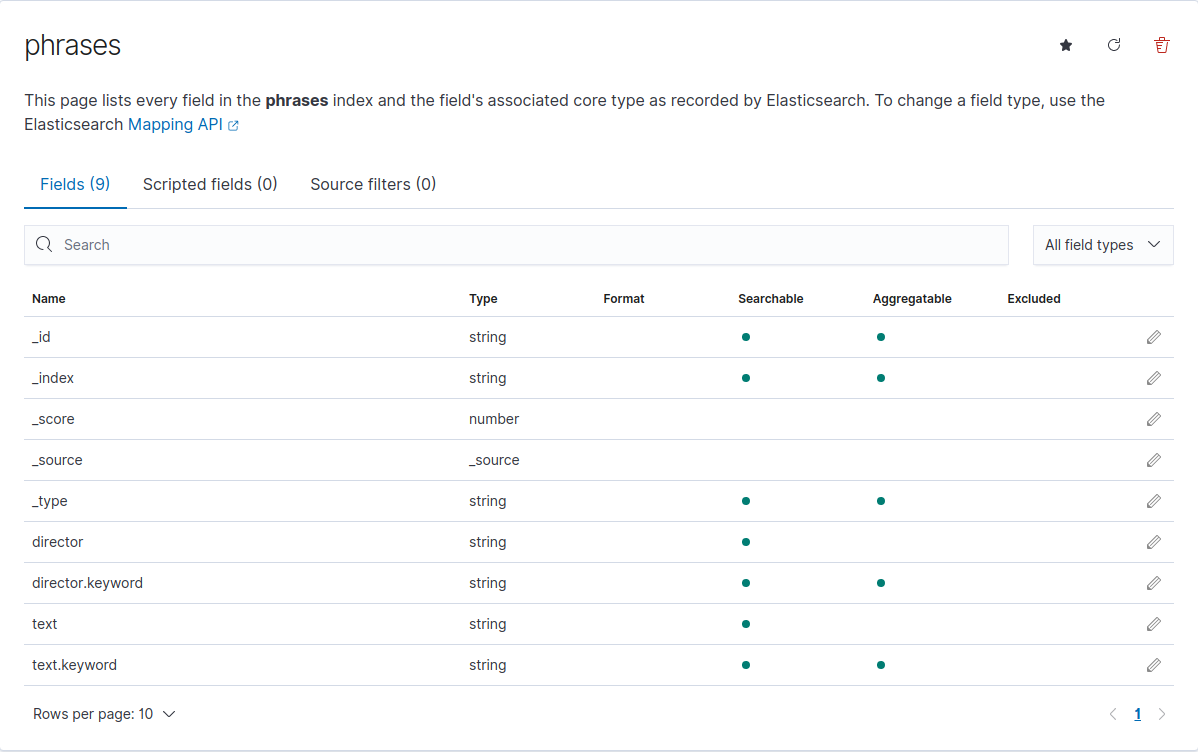 phrases
This page lists every field in the phrases index and the field's associated core type as recorded by Elasticsearch. To change a field type, use the
Elasticsearch Mapping API
Fields (9) Scripted fields (0) Source filters (0)
Search All field types
Name Type Format Searchable Aggregatable Excluded
_id string
_index string
_score number
_source _source
_type string
director string
director.keyword string
text string
text.keyword string
Rows per page: 10 1